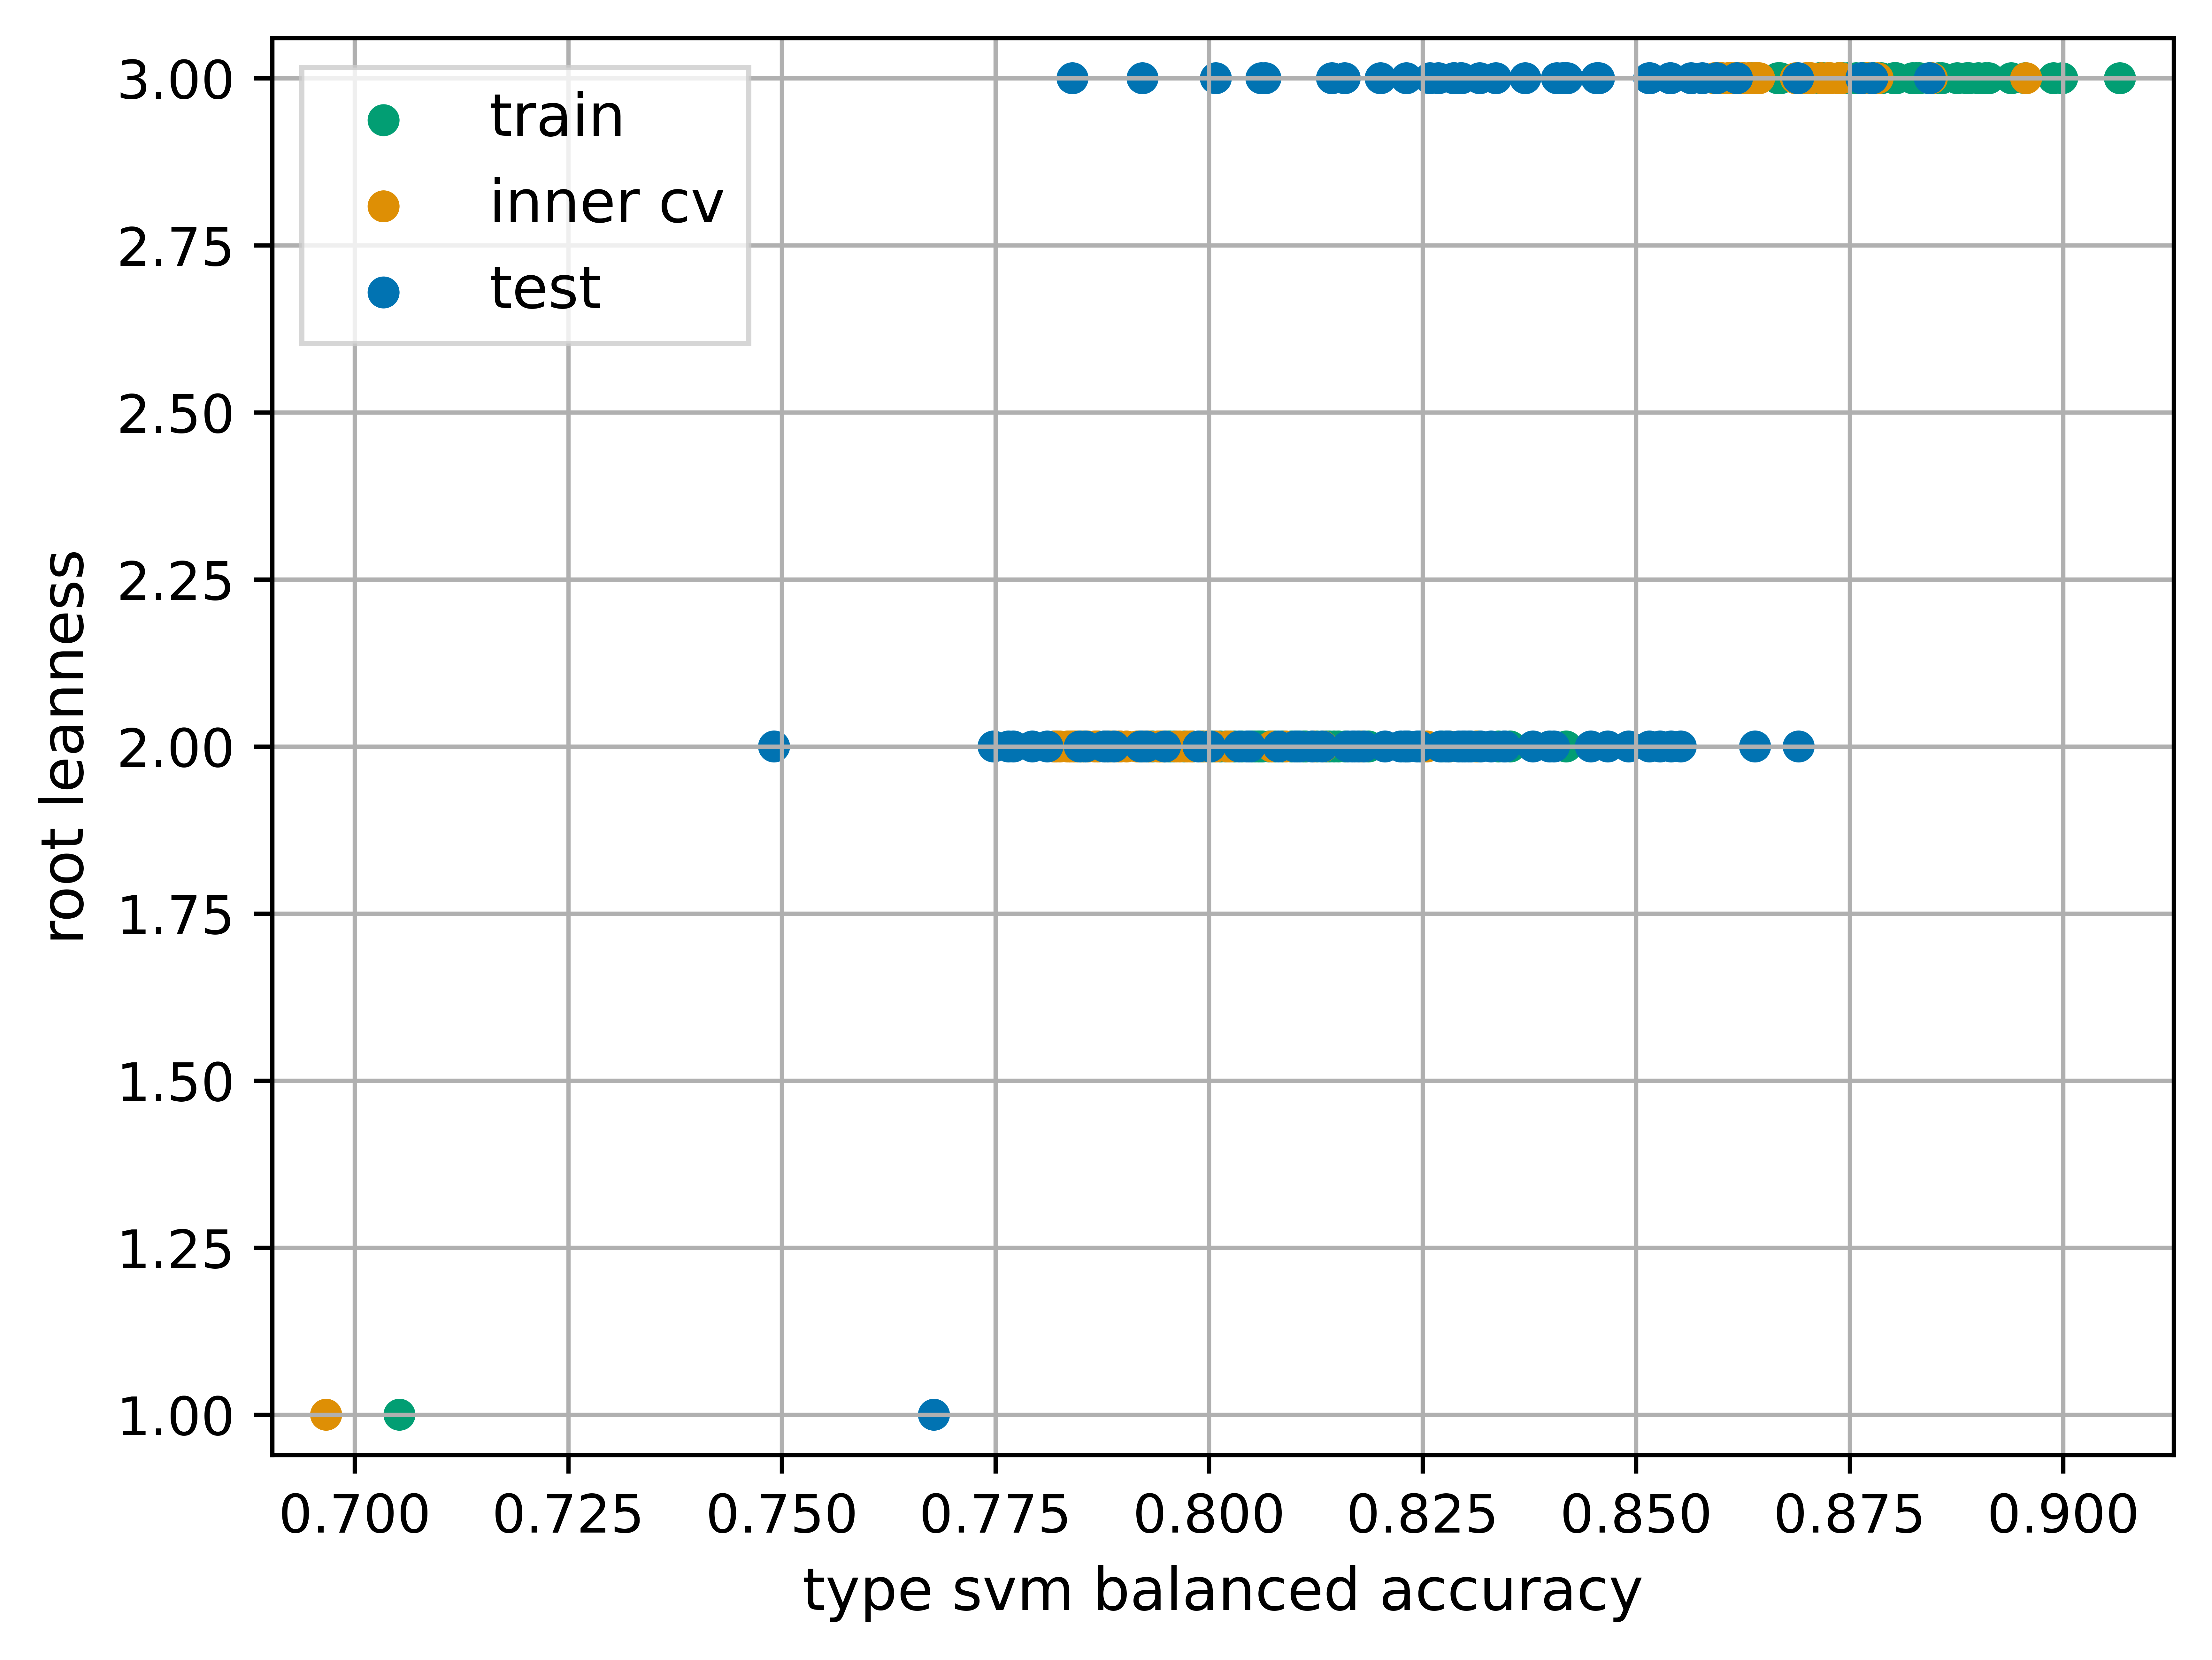 train
inner cv
test
3.00
2.75
2.50
2.25
2.00
1.75
1.50
1.25
1.00
root leanness
0.700 0.725 0.750 0.775 0.800 0.825 0.850 0.875 0.900
type svm balanced accuracy